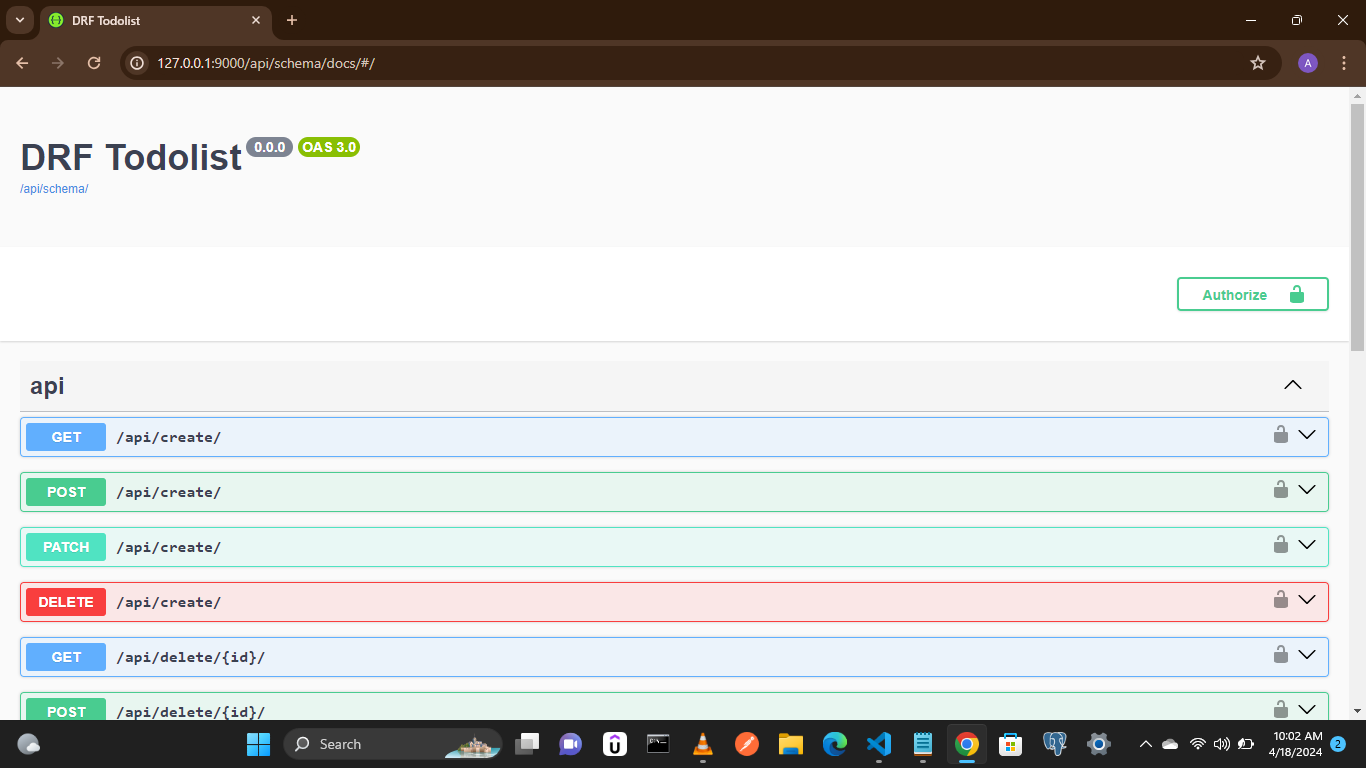 DRF Todolist
127.0.0.1:9000/api/schema/docs/#/
A
DRF Todolist 0.0.0 OAS 3.0
/api/schema/
Authorize
api
GET /api/create/
POST /api/create/
PATCH /api/create/
DELETE /api/create/
GET /api/delete/{id}/
POST /api/delete/{id}/
Search
10:02 AM
4/18/2024
2